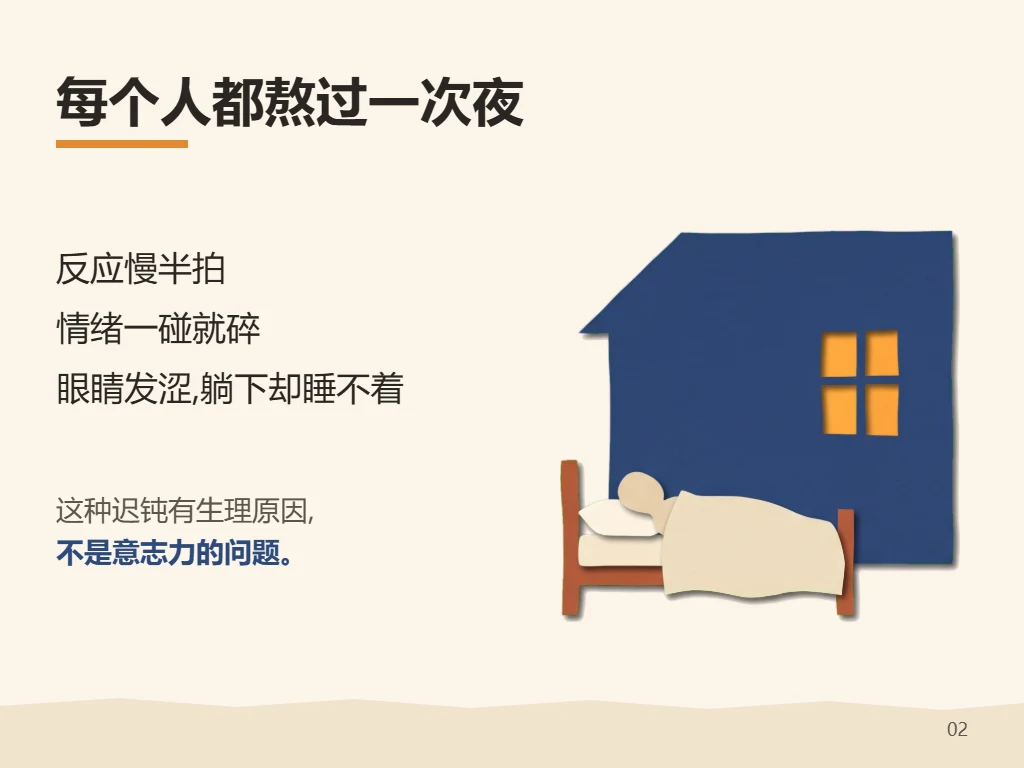 每个人都熬过一次夜
反应慢半拍
情绪一碰就碎
眼睛发涩,躺下却睡不着
这种迟钝有生理原因,
不是意志力的问题。
02